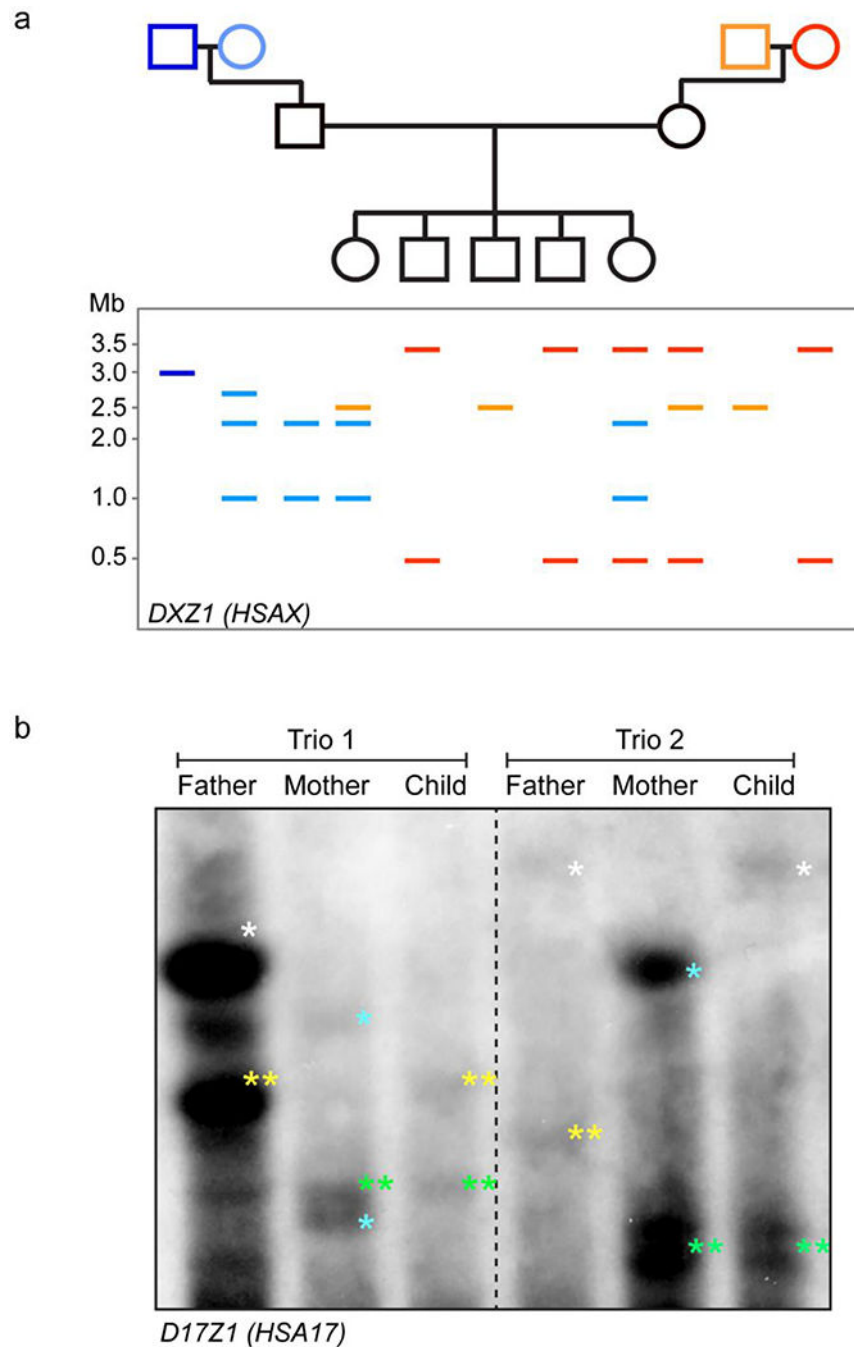 a
Mb
3.5
3.0
2.5
2.0
1.0
0.5
DXZ1 (HSAX)
b
Trio 1 Trio 2
Father Mother Child Father Mother Child
*
*
*
*
*
**
**
**
**
**
*
**
**
D17Z1 (HSA17)